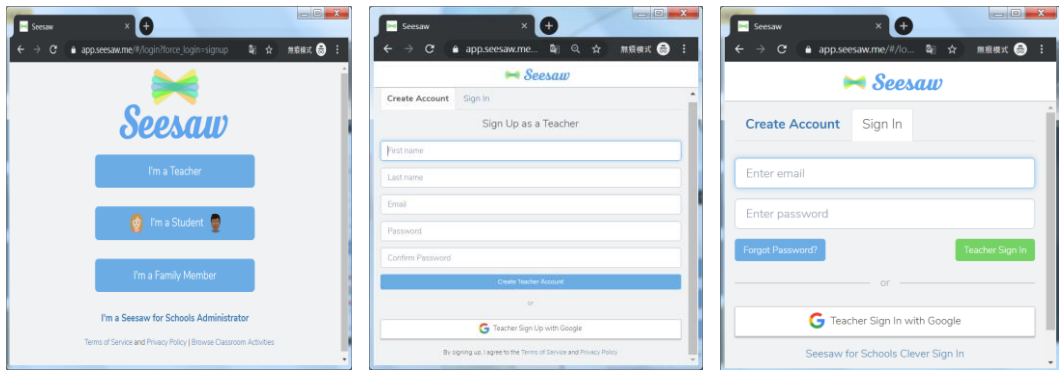 Seesaw
app.seesaw.me/#/login?force_login=signup
無痕模式
Seesaw
I'm a Teacher
I'm a Student
I'm a Family Member
I'm a Seesaw for Schools Administrator
Terms of Service and Privacy Policy | Browse Classroom Activities
Seesaw
app.seesaw.me...
無痕模式
Seesaw
Create Account Sign In
Sign Up as a Teacher
First name
Last name
Email
Password
Confirm Password
Create Teacher Account
or
Teacher Sign Up with Google
By signing up, I agree to the Terms of Service and Privacy Policy
Seesaw
app.seesaw.me/#/lo...
無痕模式
Seesaw
Create Account Sign In
Enter email
Enter password
Forgot Password? Teacher Sign In
or
Teacher Sign In with Google
Seesaw for Schools Clever Sign In